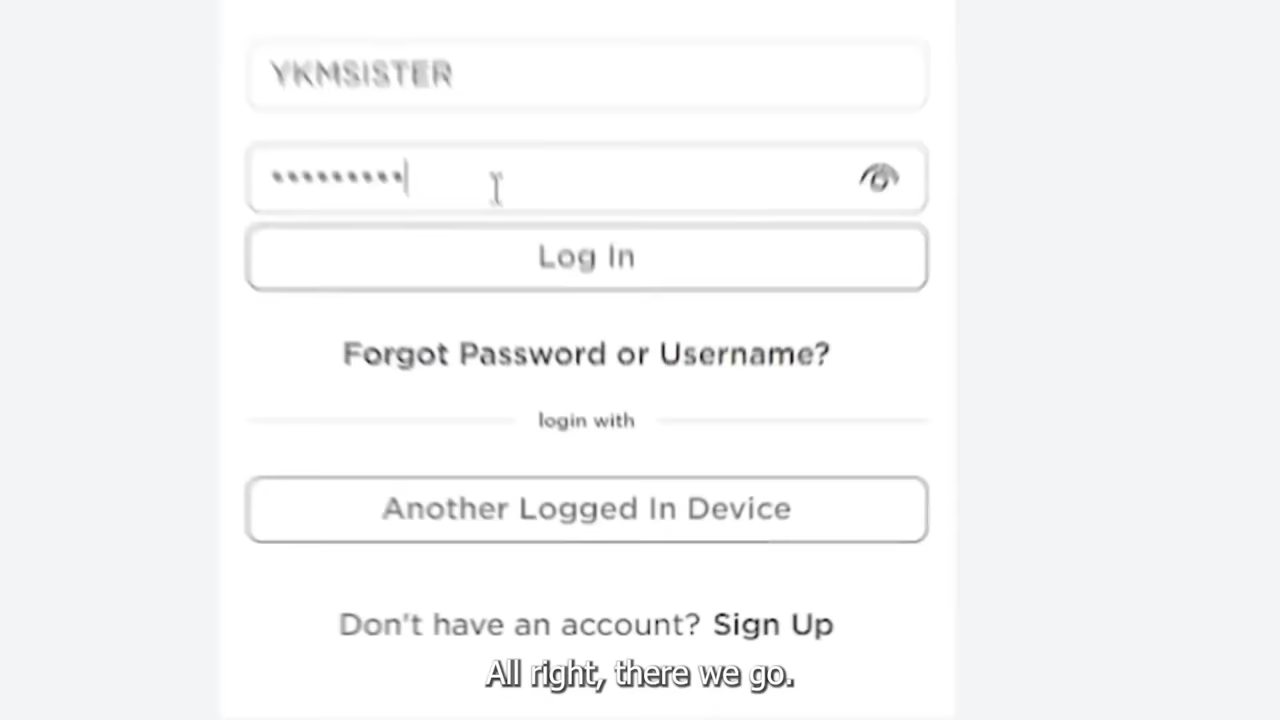 YKMSISTER
•••••••••
Log In
Forgot Password or Username?
login with
Another Logged In Device
Don't have an account? Sign Up
All right, there we go.